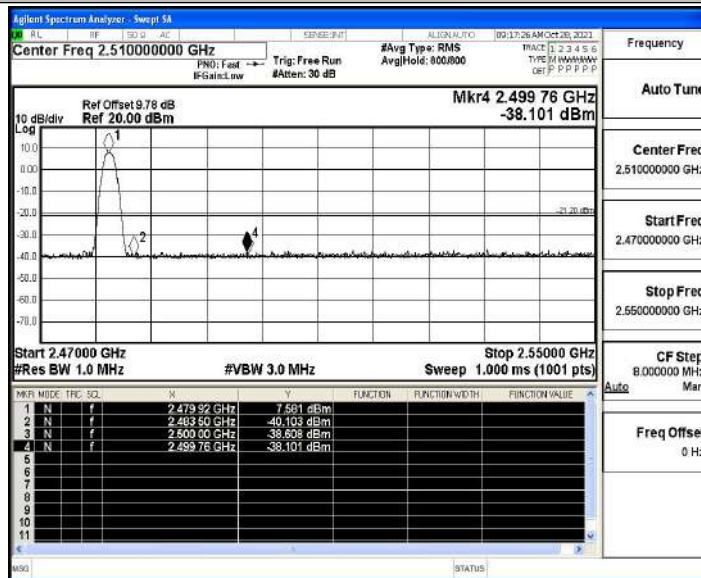 Agilent Spectrum Analyzer - Swept SA
RL RF 50 Ω AC SENSE:INT ALIGNAUTO 09:17:26 AM Oct 28, 2021
Center Freq 2.510000000 GHz
PNO: Fast
IFGain:Low
Trig: Free Run
#Atten: 30 dB
#Avg Type: RMS
Avg|Hold: 800/800
TRACE 1 2 3 4 5 6
TYPE
DET P P P P P P
Ref Offset 9.78 dB
Ref 20.00 dBm
10 dB/div
Log
Mkr4 2.499 76 GHz
-38.101 dBm
10.0
0.00
-10.0
-20.0
-30.0
-40.0
-50.0
-60.0
-70.0
1
2
4
-21.20 dBm
Start 2.47000 GHz Stop 2.55000 GHz
#Res BW 1.0 MHz #VBW 3.0 MHz Sweep 1.000 ms (1001 pts)
MKR MODE TRC SCL X Y FUNCTION FUNCTION WIDTH FUNCTION VALUE
1 N f 2.479 92 GHz 7.581 dBm
2 N f 2.483 50 GHz -40.103 dBm
3 N f 2.500 00 GHz -38.608 dBm
4 N f 2.499 76 GHz -38.101 dBm
5
6
7
8
9
10
11
MSG STATUS
Frequency
Auto Tune
Center Freq
2.510000000 GHz
Start Freq
2.470000000 GHz
Stop Freq
2.550000000 GHz
CF Step
8.000000 MHz
Auto Man
Freq Offset
0 Hz